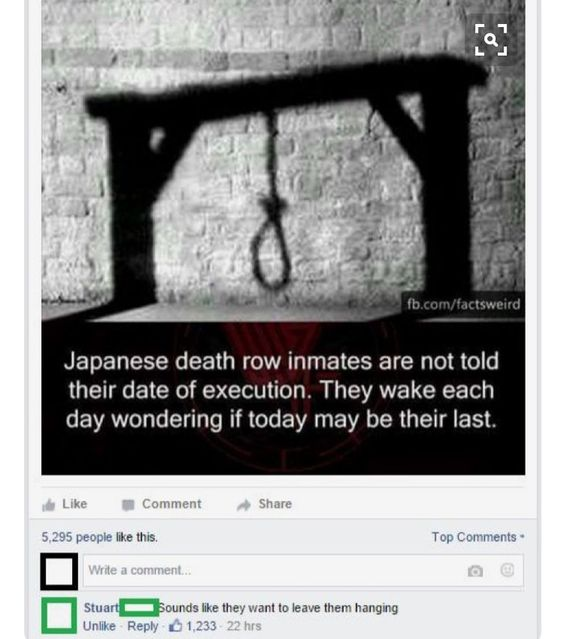 fb.com/factsweird
Japanese death row inmates are not told
their date of execution. They wake each
day wondering if today may be their last.
Like Comment Share
5,295 people like this.
Top Comments
Write a comment...
Stuart Sounds like they want to leave them hanging
Unlike · Reply · 1,233 · 22 hrs